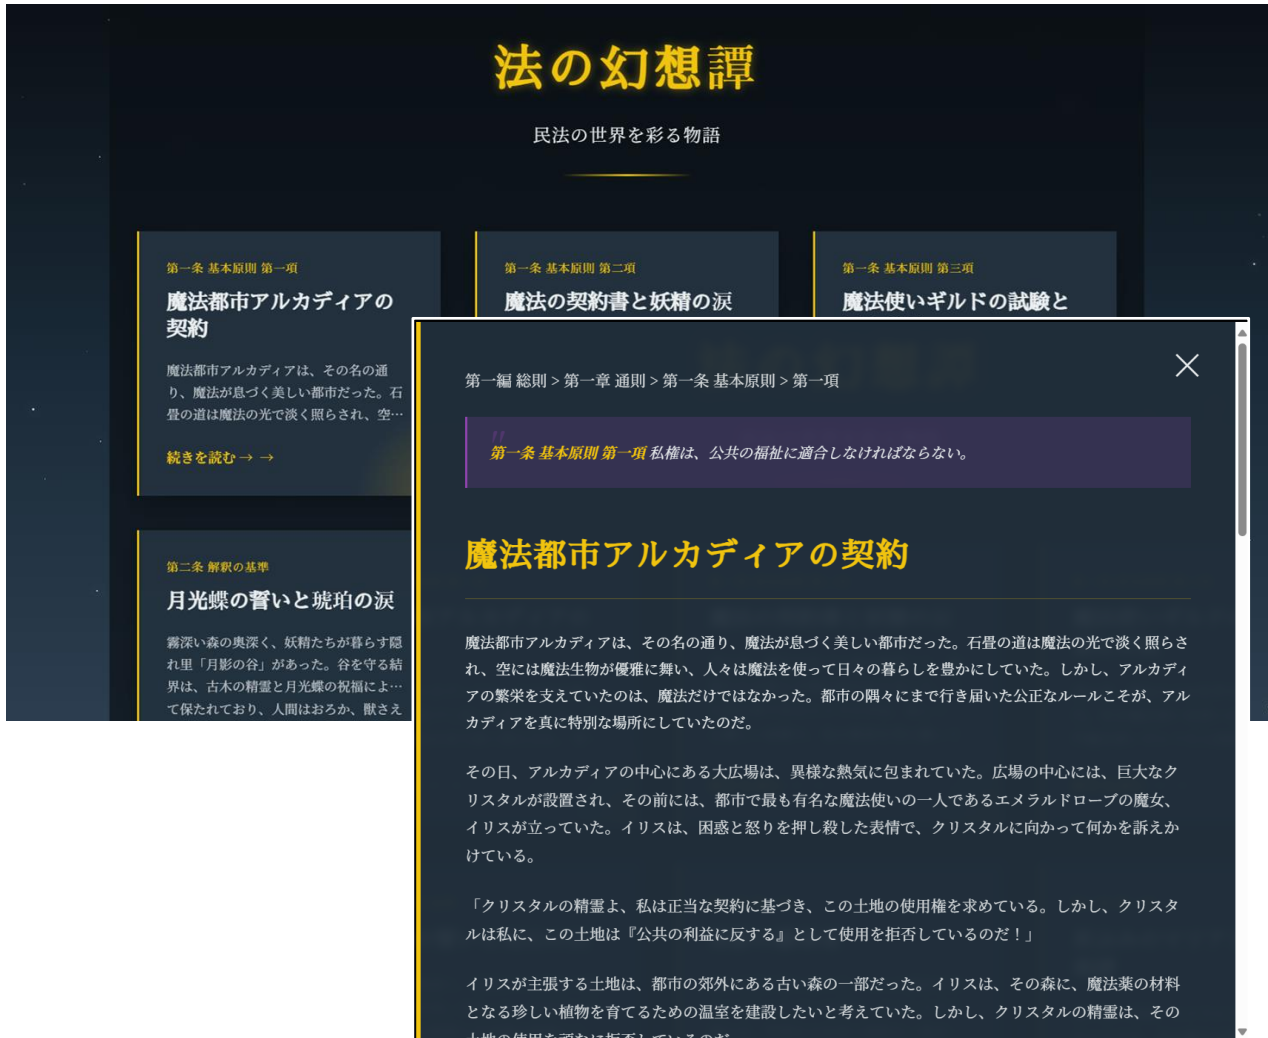 法の幻想譚
民法の世界を彩る物語
第一条 基本原則 第一項
魔法都市アルカディアの
契約
魔法都市アルカディアは、その名の通
り、魔法が息づく美しい都市だった。石
畳の道は魔法の光で淡く照らされ、空…
続きを読む → →
第一条 基本原則 第二項
魔法の契約書と妖精の涙
第一条 基本原則 第三項
魔法使いギルドの試験と
第二条 解釈の基準
月光蝶の誓いと琥珀の涙
霧深い森の奥深く、妖精たちが暮らす隠
れ里「月影の谷」があった。谷を守る結
界は、古木の精霊と月光蝶の祝福によ…
て保たれており、人間はおろか、獣さえ
第一編 総則 > 第一章 通則 > 第一条 基本原則 > 第一項
第一条 基本原則 第一項 私権は、公共の福祉に適合しなければならない。
魔法都市アルカディアの契約
魔法都市アルカディアは、その名の通り、魔法が息づく美しい都市だった。石畳の道は魔法の光で淡く照らさ
れ、空には魔法生物が優雅に舞い、人々は魔法を使って日々の暮らしを豊かにしていた。しかし、アルカディ
アの繁栄を支えていたのは、魔法だけではなかった。都市の隅々にまで行き届いた公正なルールこそが、アル
カディアを真に特別な場所にしていたのだ。
その日、アルカディアの中心にある大広場は、異様な熱気に包まれていた。広場の中心には、巨大なク
リスタルが設置され、その前には、都市で最も有名な魔法使いの一人であるエメラルドローブの魔女、
イリスが立っていた。イリスは、困惑と怒りを押し殺した表情で、クリスタルに向かって何かを訴えか
けている。
「クリスタルの精霊よ、私は正当な契約に基づき、この土地の使用権を求めている。しかし、クリスタ
ルは私に、この土地は『公共の利益に反する』として使用を拒否しているのだ！」
イリスが主張する土地は、都市の郊外にある古い森の一部だった。イリスは、その森に、魔法薬の材料
となる珍しい植物を育てるための温室を建設したいと考えていた。しかし、クリスタルの精霊は、その
土地の使用を頑なに拒否しているのだ。